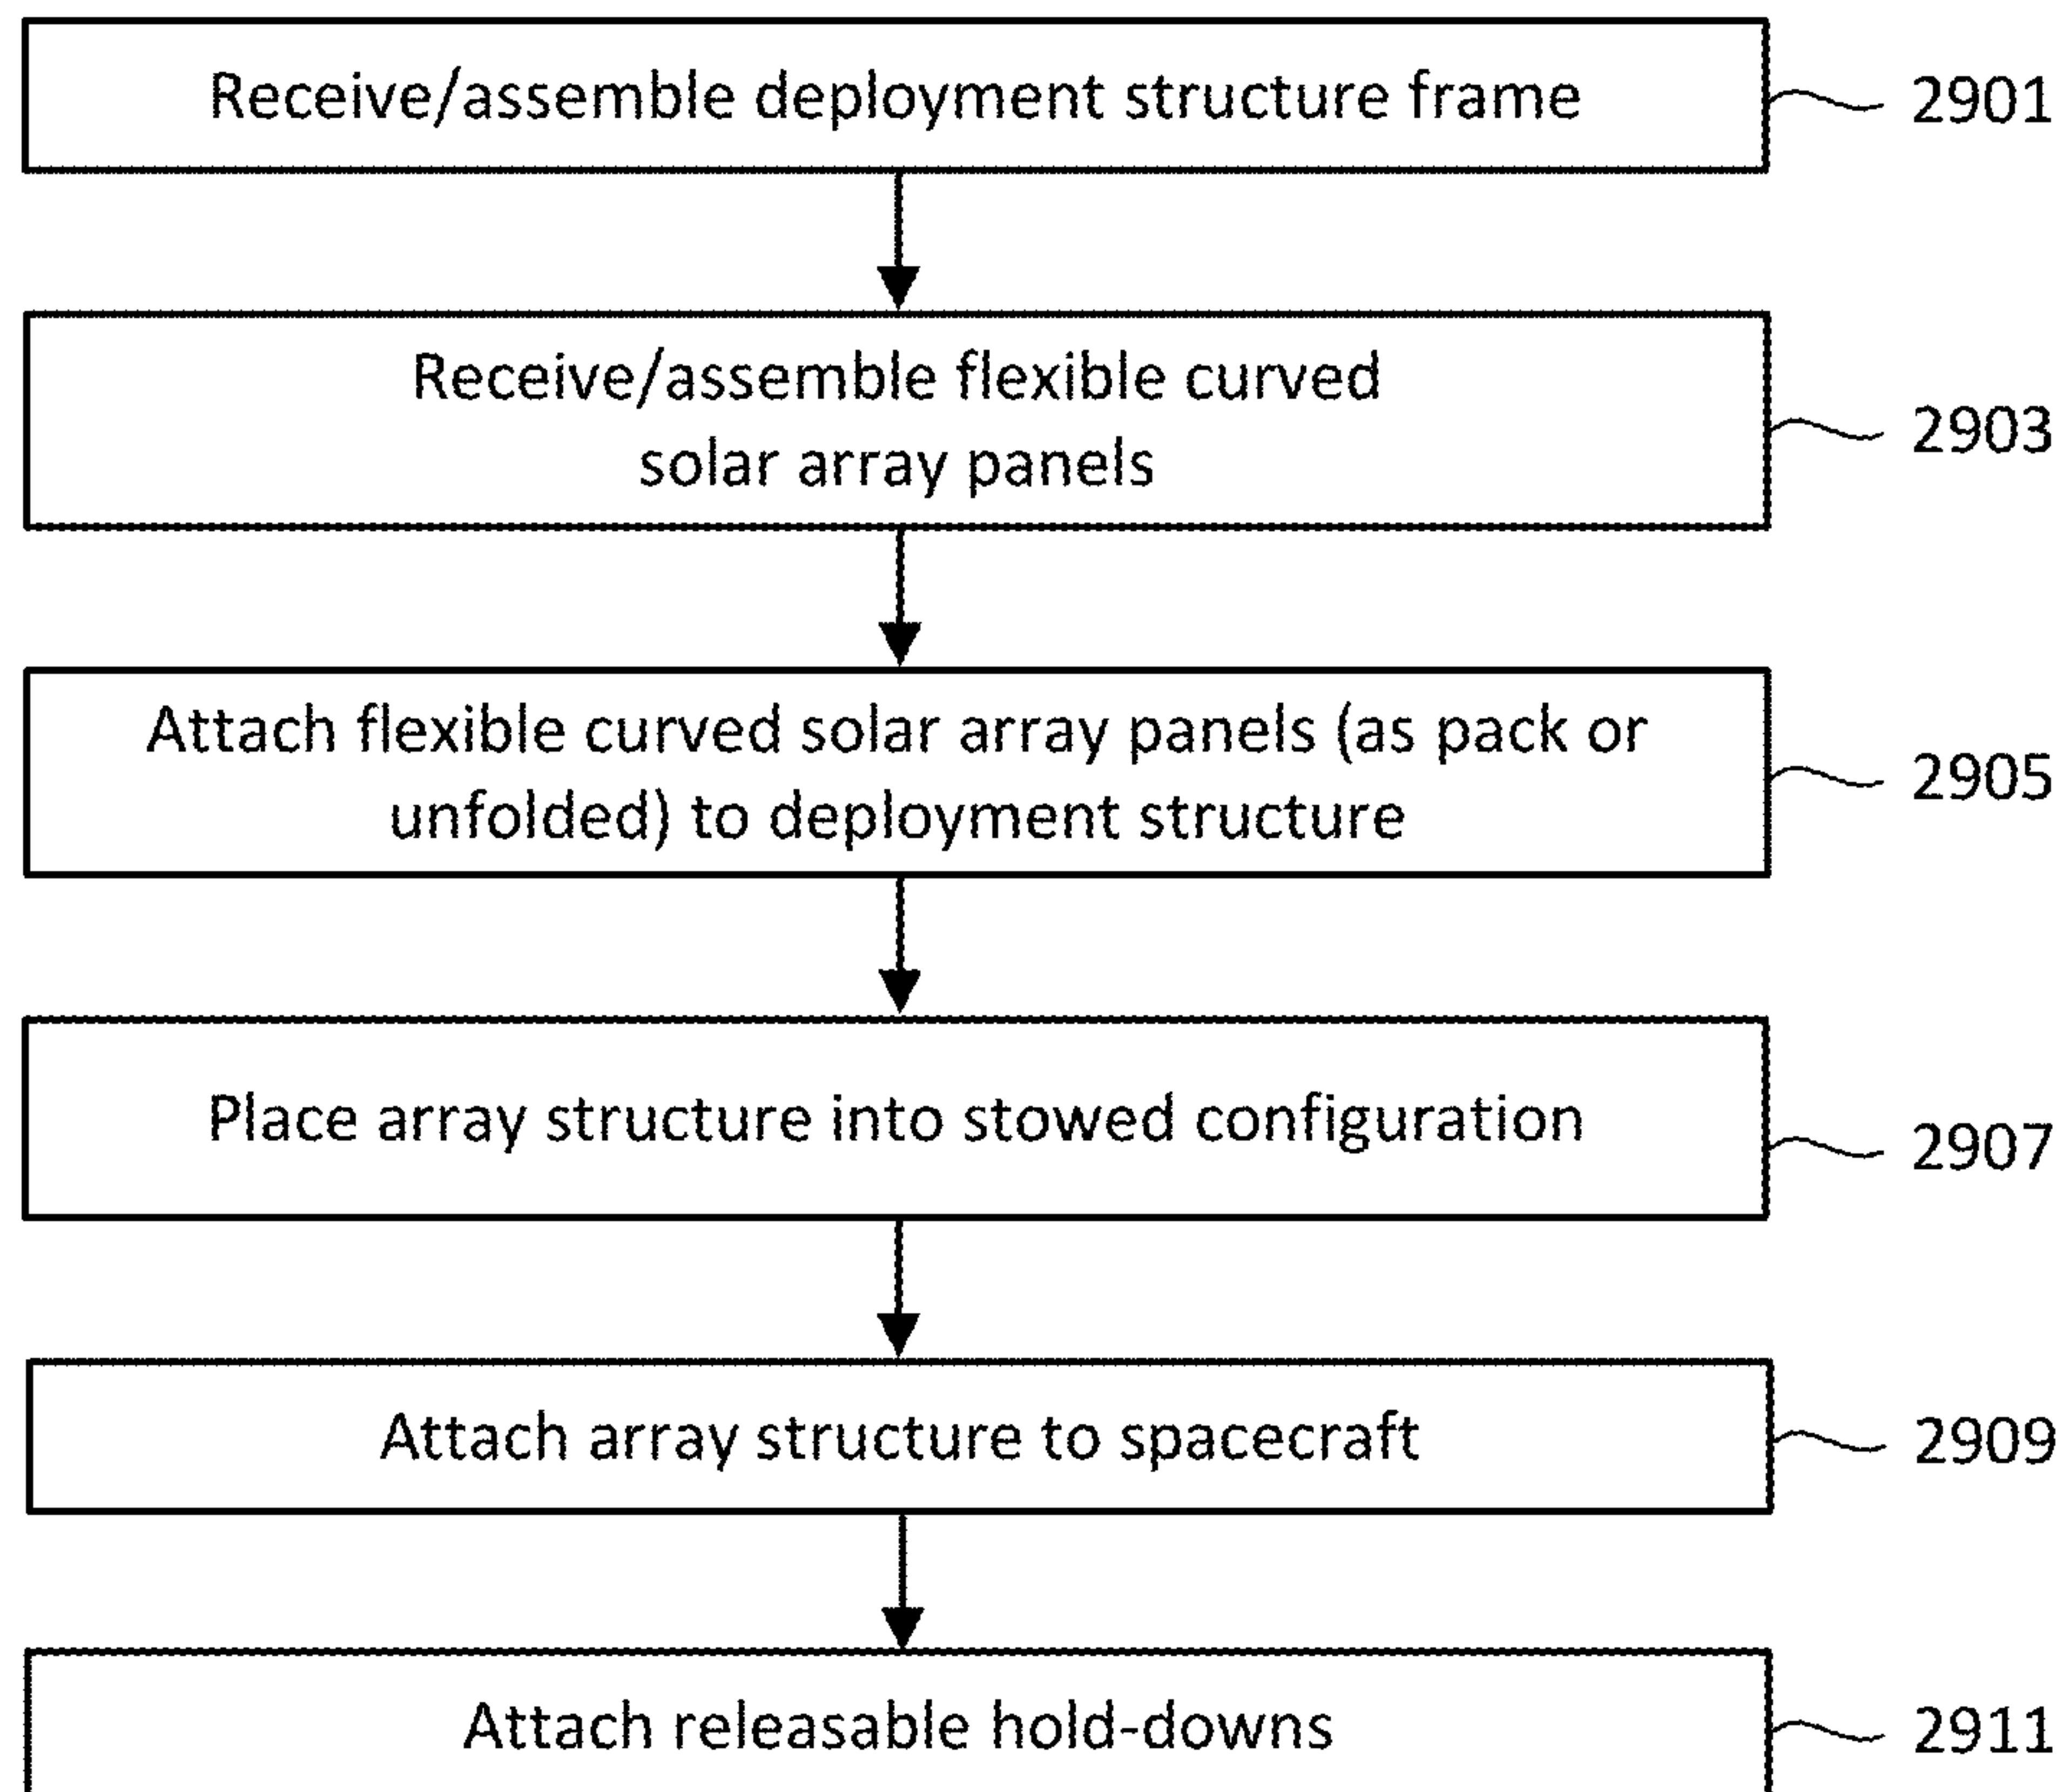 Receive/assemble deployment structure frame
2901
Receive/assemble flexible curved
solar array panels
2903
Attach flexible curved solar array panels (as pack or
unfolded) to deployment structure
2905
Place array structure into stowed configuration
2907
Attach array structure to spacecraft
2909
Attach releasable hold-downs
2911